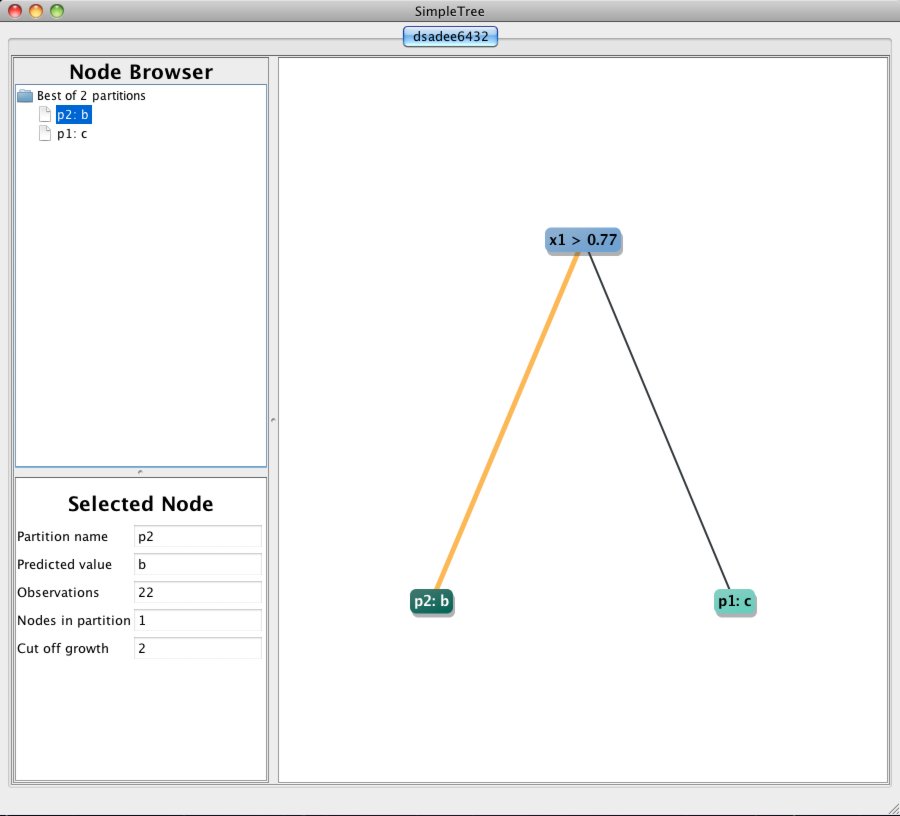 SimpleTree
dsadee6432
Node Browser
Best of 2 partitions
p2: b
p1: c
Selected Node
Partition name p2
Predicted value b
Observations 22
Nodes in partition 1
Cut off growth 2
x1 > 0.77
p2: b
p1: c